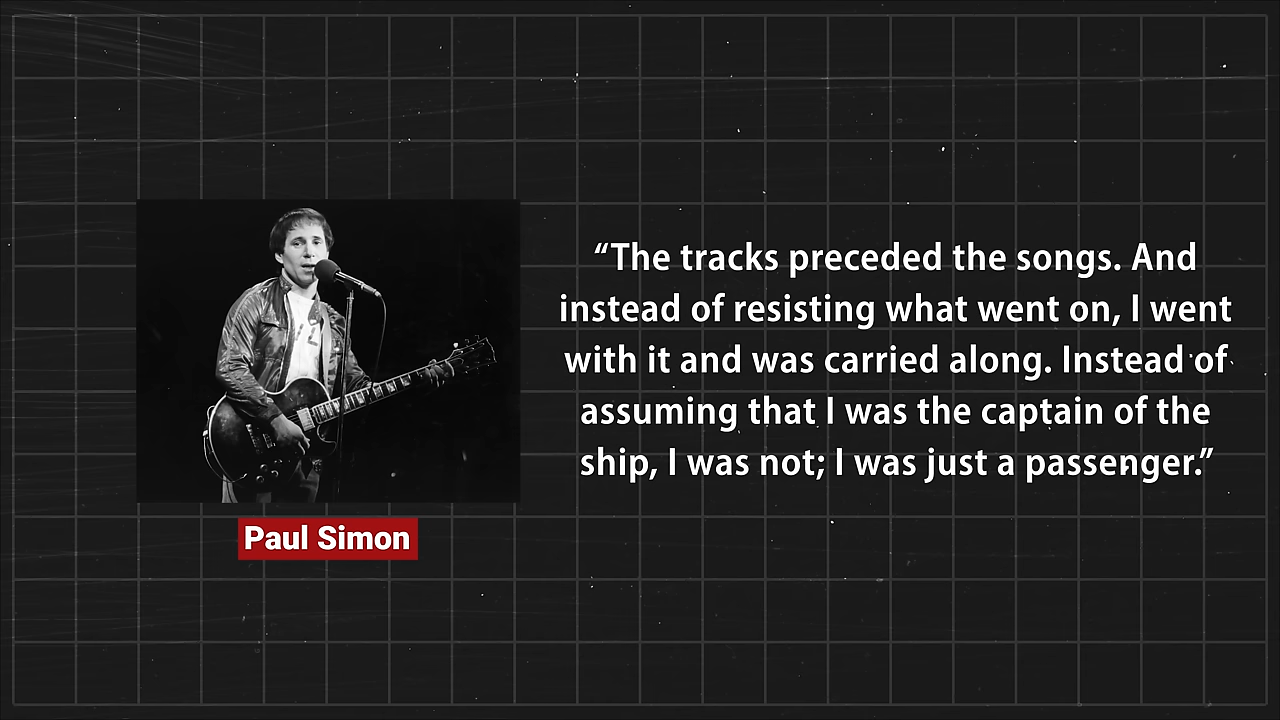 “The tracks preceded the songs. And
instead of resisting what went on, I went
with it and was carried along. Instead of
assuming that I was the captain of the
ship, I was not; I was just a passenger.”
Paul Simon